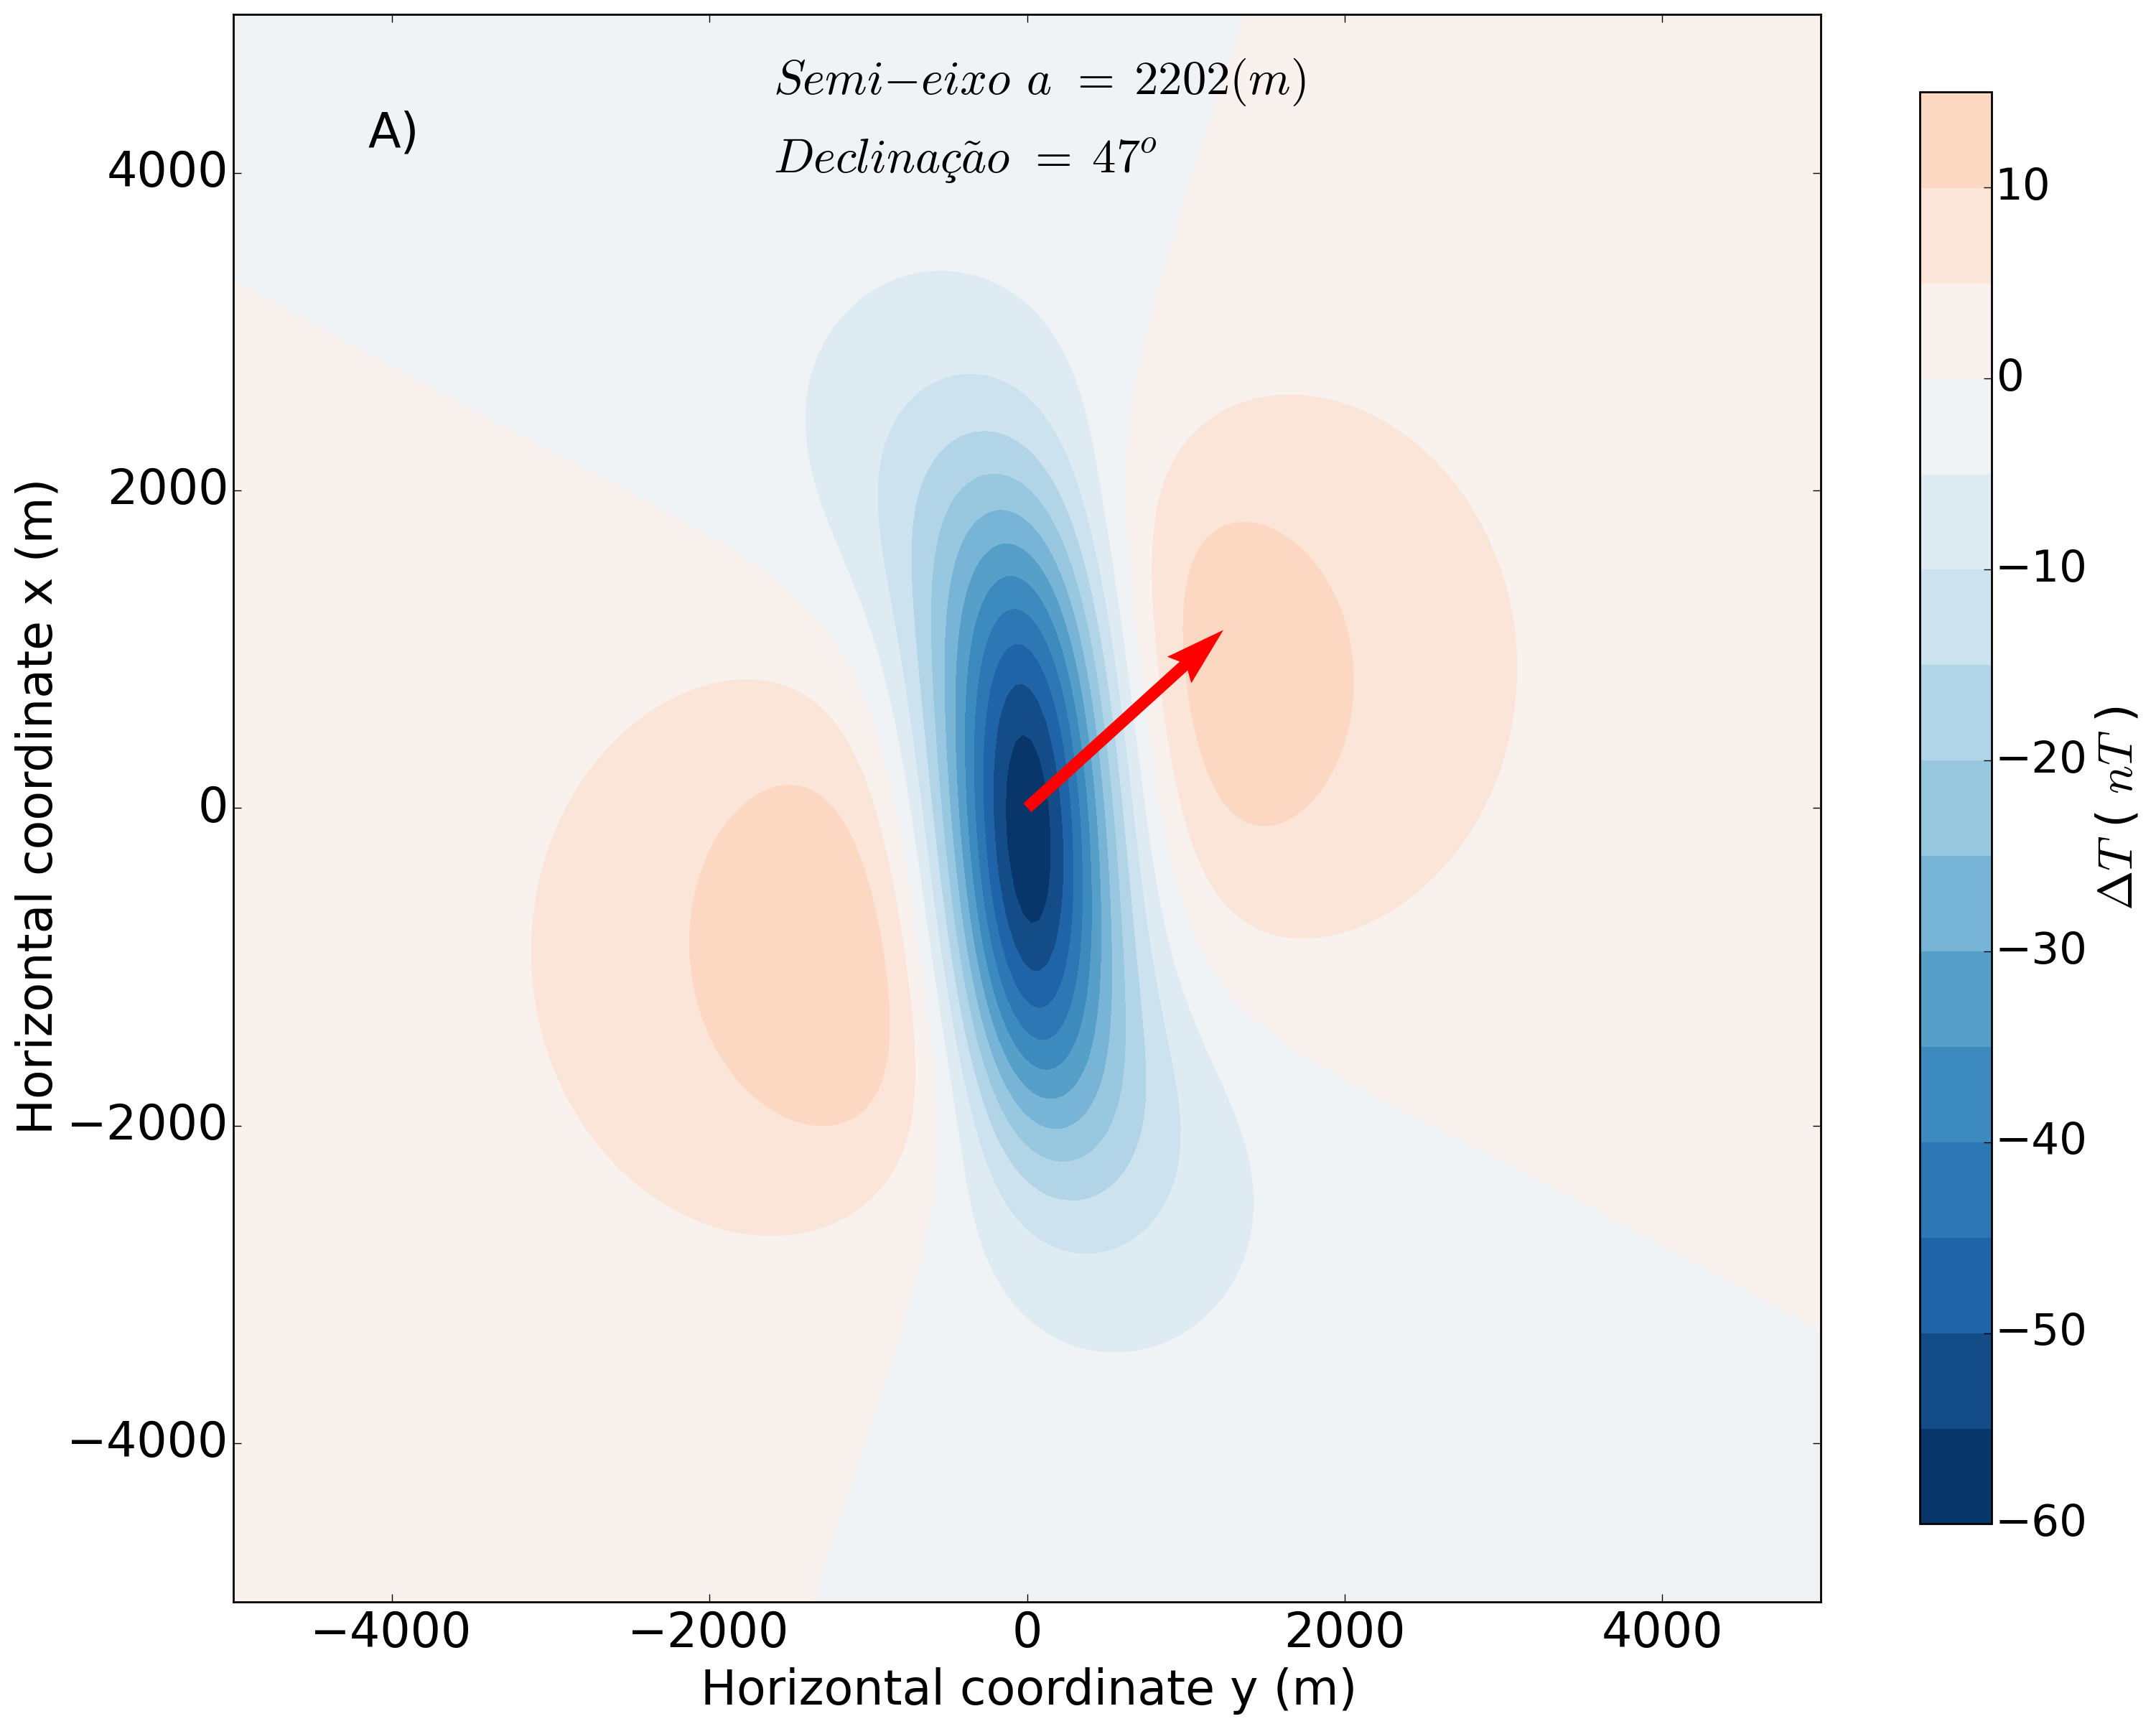 Semi−eixo a = 2202(m)
A)
Declinação = 47º
4000
2000
0
−2000
−4000
Horizontal coordinate x (m)
−4000 −2000 0 2000 4000
Horizontal coordinate y (m)
10
0
−10
−20
−30
−40
−50
−60
ΔT ( nT )